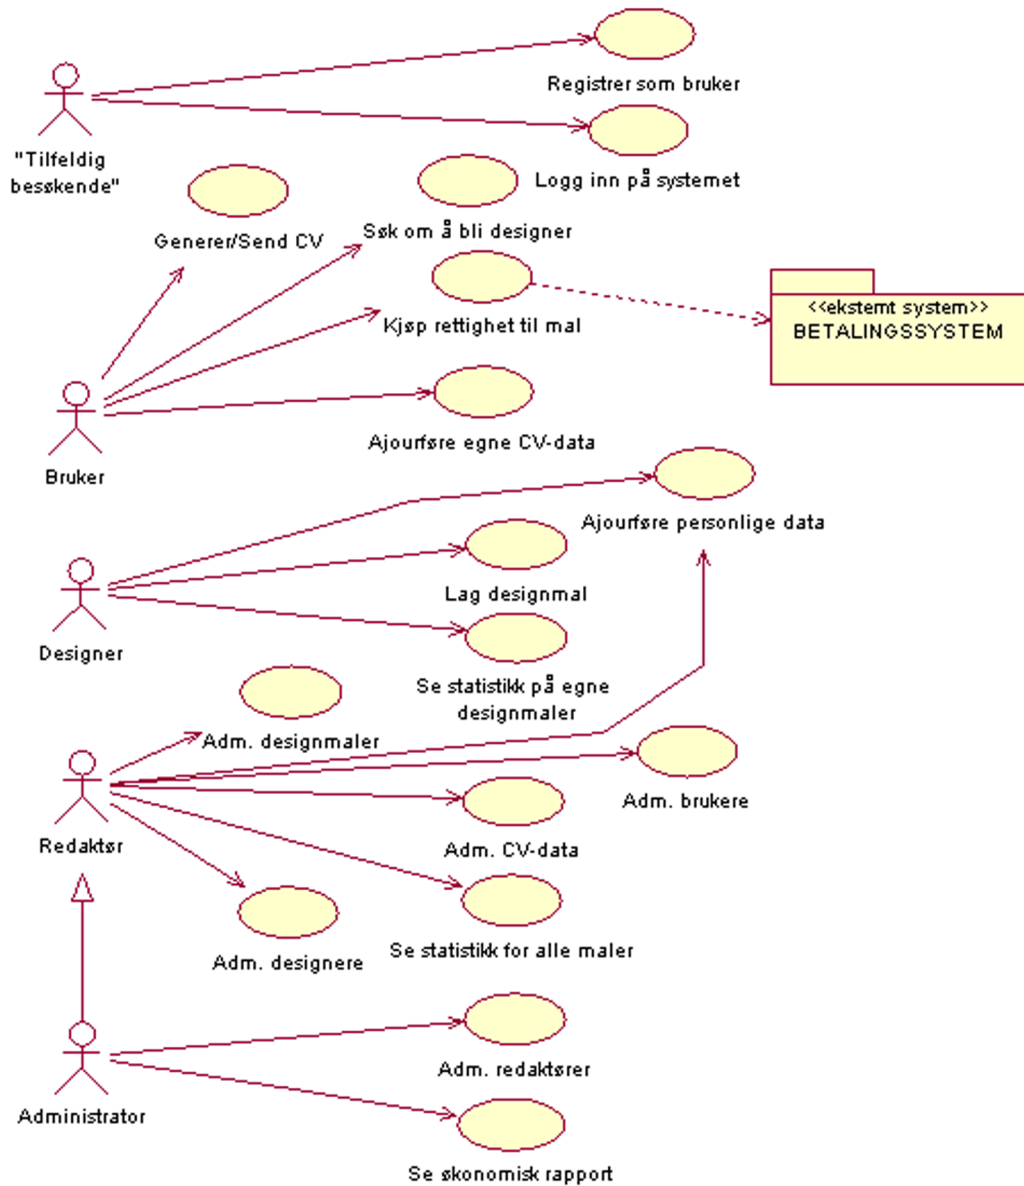 Registrer som bruker
"Tilfeldig
besøkende"
Logg inn på systemet
Generer/Send CV
Søk om å bli designer
<<eksternt system>>
BETALINGSSYSTEM
Kjøp rettighet til mal
Ajourføre egne CV-data
Bruker
Ajourføre personlige data
Lag designmal
Designer
Se statistikk på egne
designmaler
Adm. designmaler
Adm. brukere
Redaktør
Adm. CV-data
Se statistikk for alle maler
Adm. designere
Adm. redaktører
Administrator
Se økonomisk rapport